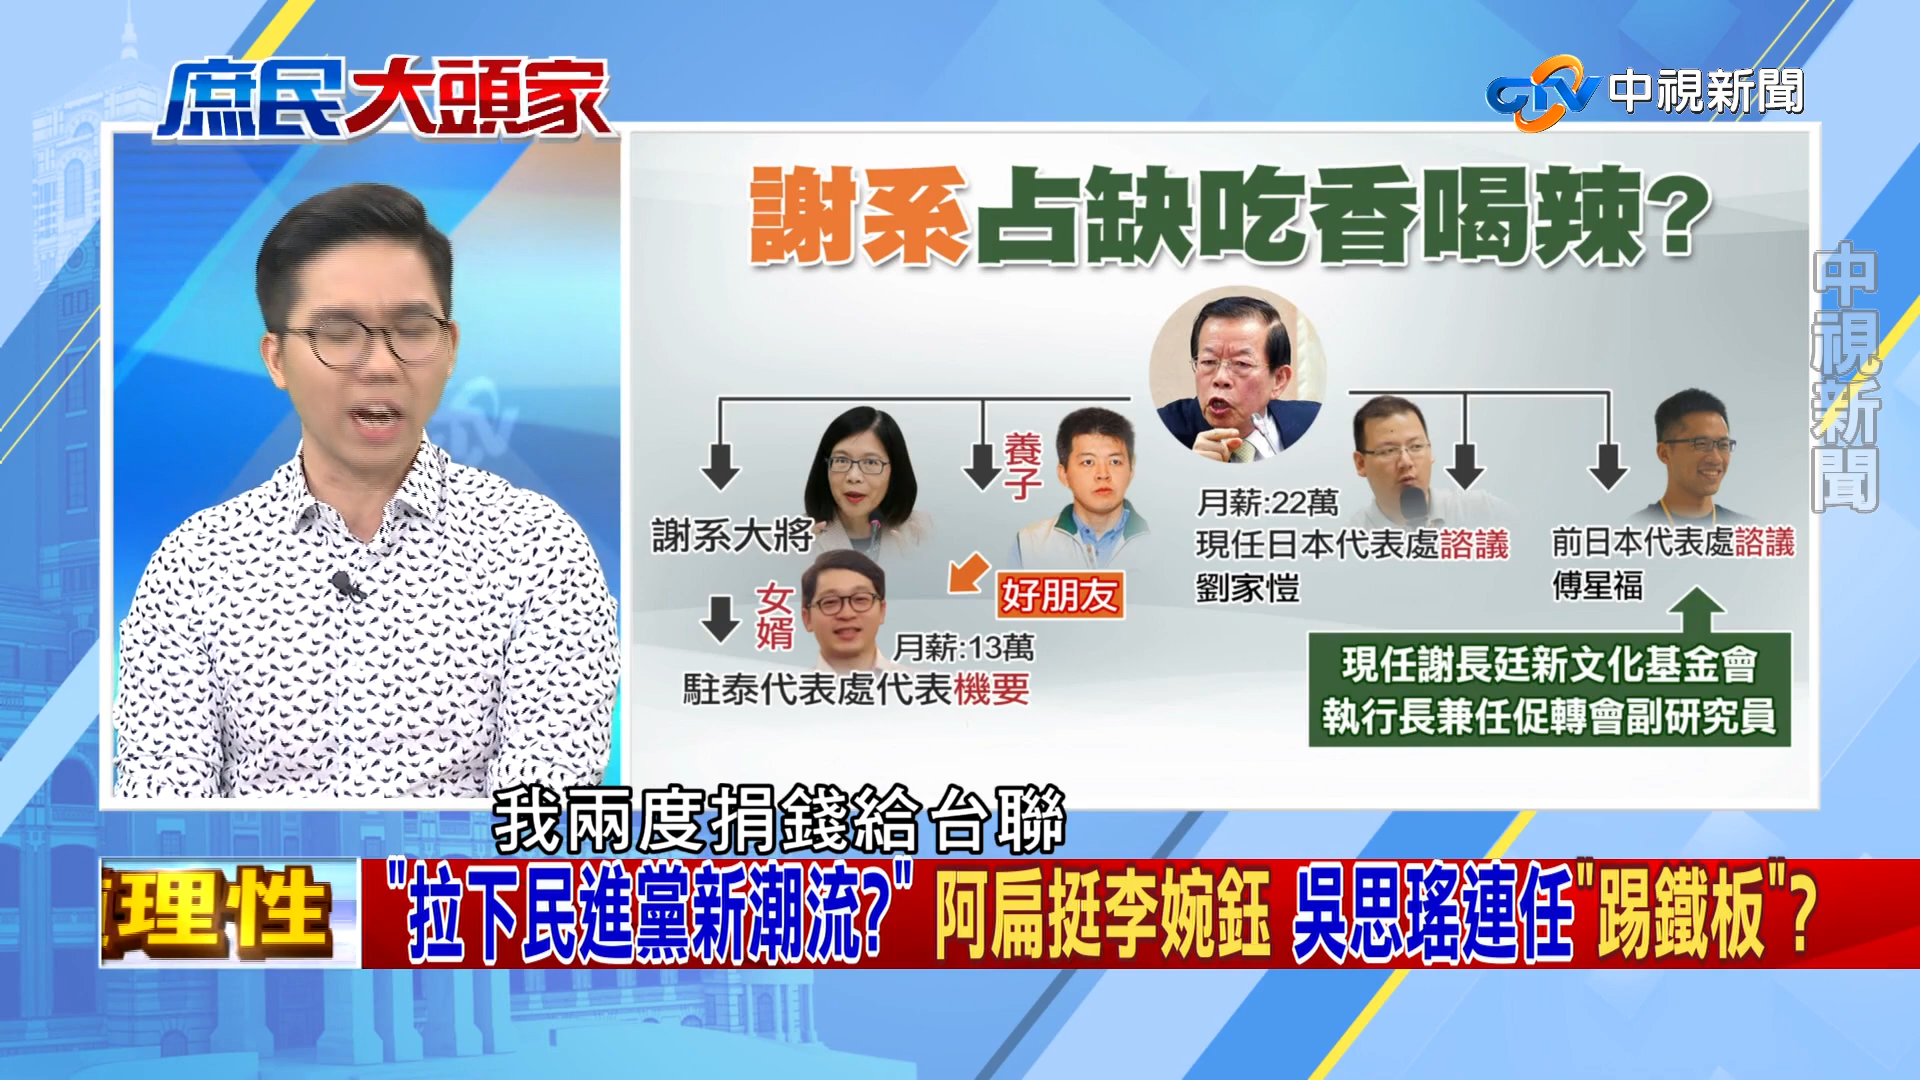 庶民大頭家
CTV 中視新聞
謝系占缺吃香喝辣?
中視新聞
謝系大將
養子
好朋友
女婿
月薪:13萬
駐泰代表處代表機要
月薪:22萬
現任日本代表處諮議
劉家愷
前日本代表處諮議
傅星福
現任謝長廷新文化基金會
執行長兼任促轉會副研究員
我兩度捐錢給台聯
理性
"拉下民進黨新潮流?" 阿扁挺李婉鈺 吳思瑤連任"踢鐵板"?